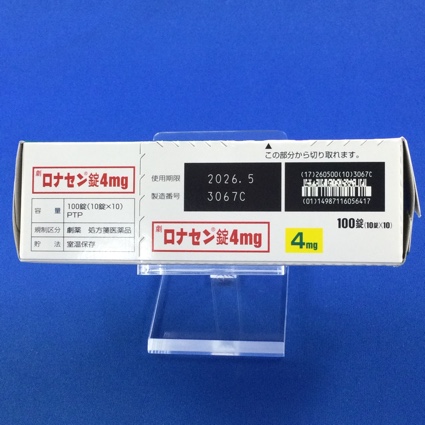 劇 ロナセン®錠4mg
容 量 100錠(10錠×10)
PTP
規制区分 劇薬 処方箋医薬品
貯 法 室温保存
▲
この部分から切り取れます。
使用期限 2026.5
製造番号 3067C
(17)260500(10)3067C
(01)14987116056417
劇 ロナセン®錠4mg
4mg
100錠(10錠×10)